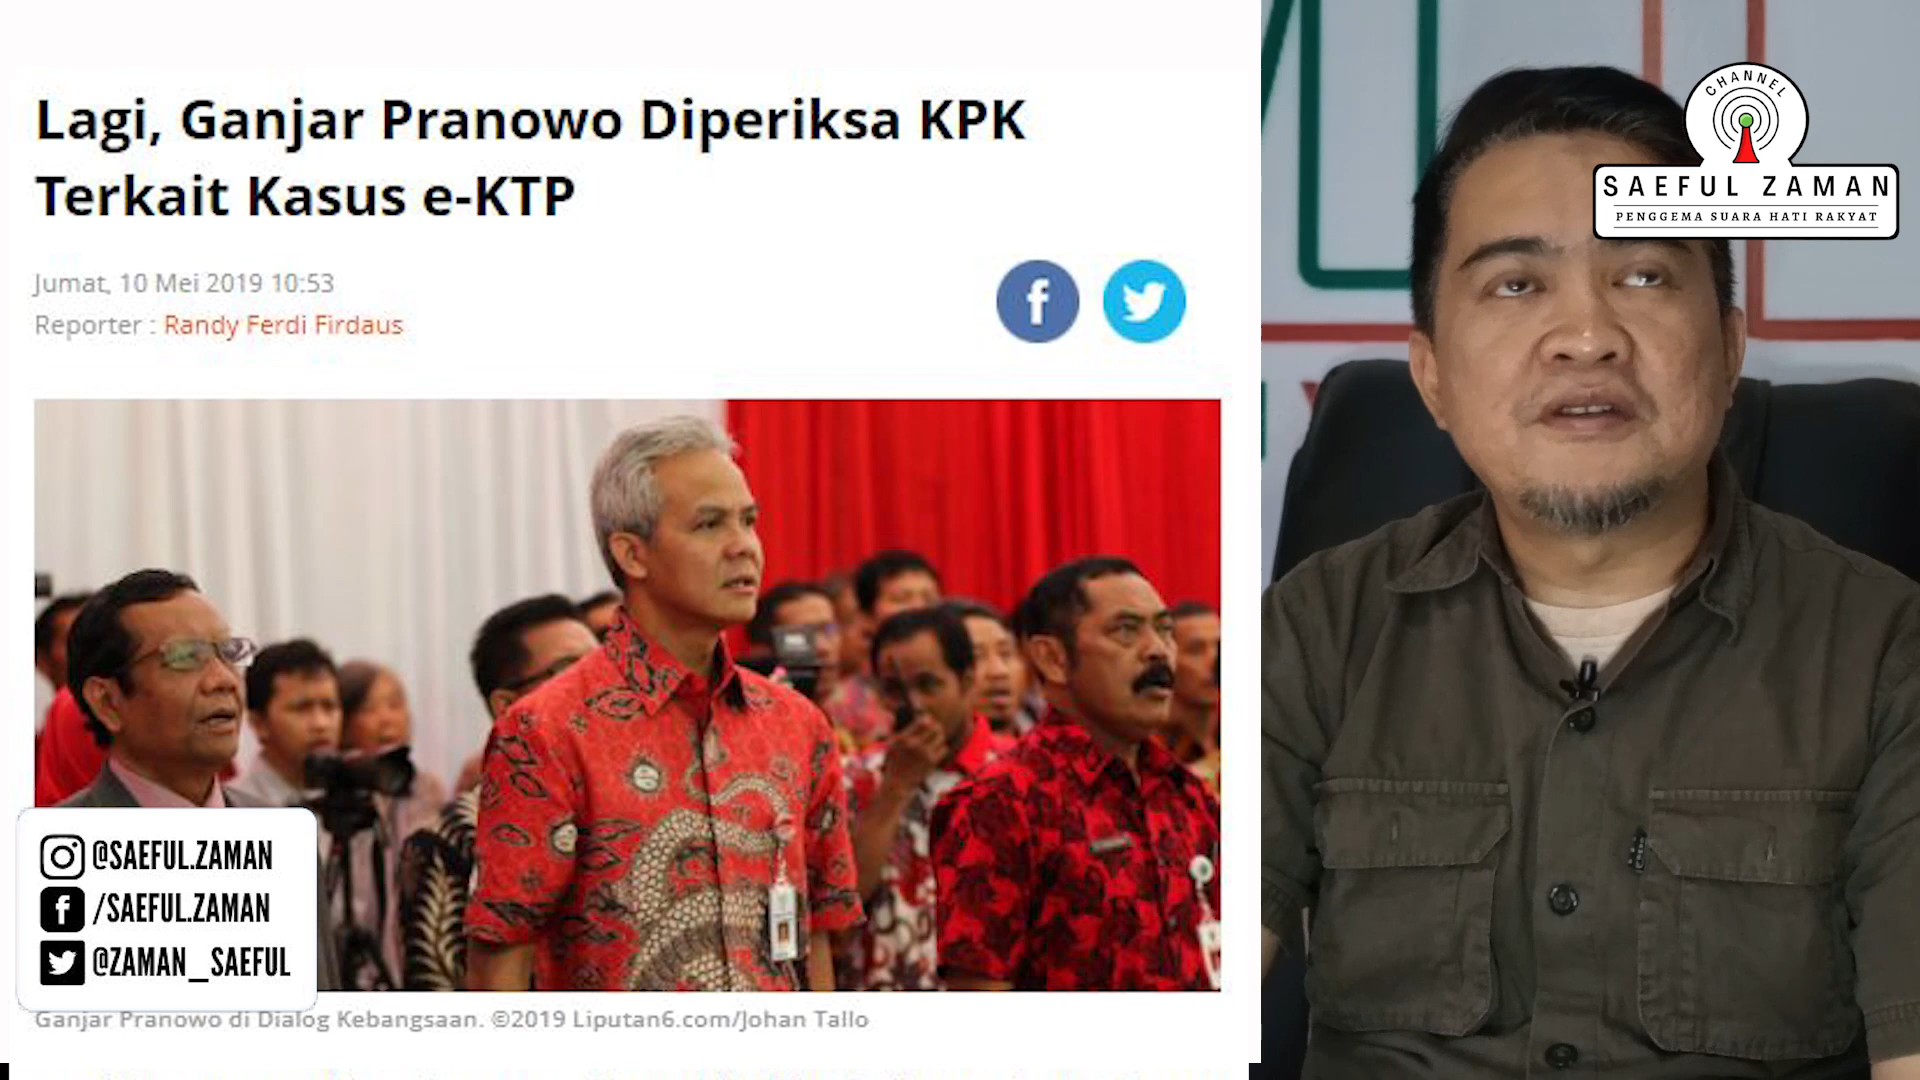 Lagi, Ganjar Pranowo Diperiksa KPK
Terkait Kasus e-KTP
Jumat, 10 Mei 2019 10:53
Reporter : Randy Ferdi Firdaus
@SAEFUL.ZAMAN
/SAEFUL.ZAMAN
@ZAMAN_SAEFUL
Ganjar Pranowo di Dialog Kebangsaan. ©2019 Liputan6.com/Johan Tallo
CHANNEL
SAEFUL ZAMAN
PENGGEMA SUARA HATI RAKYAT